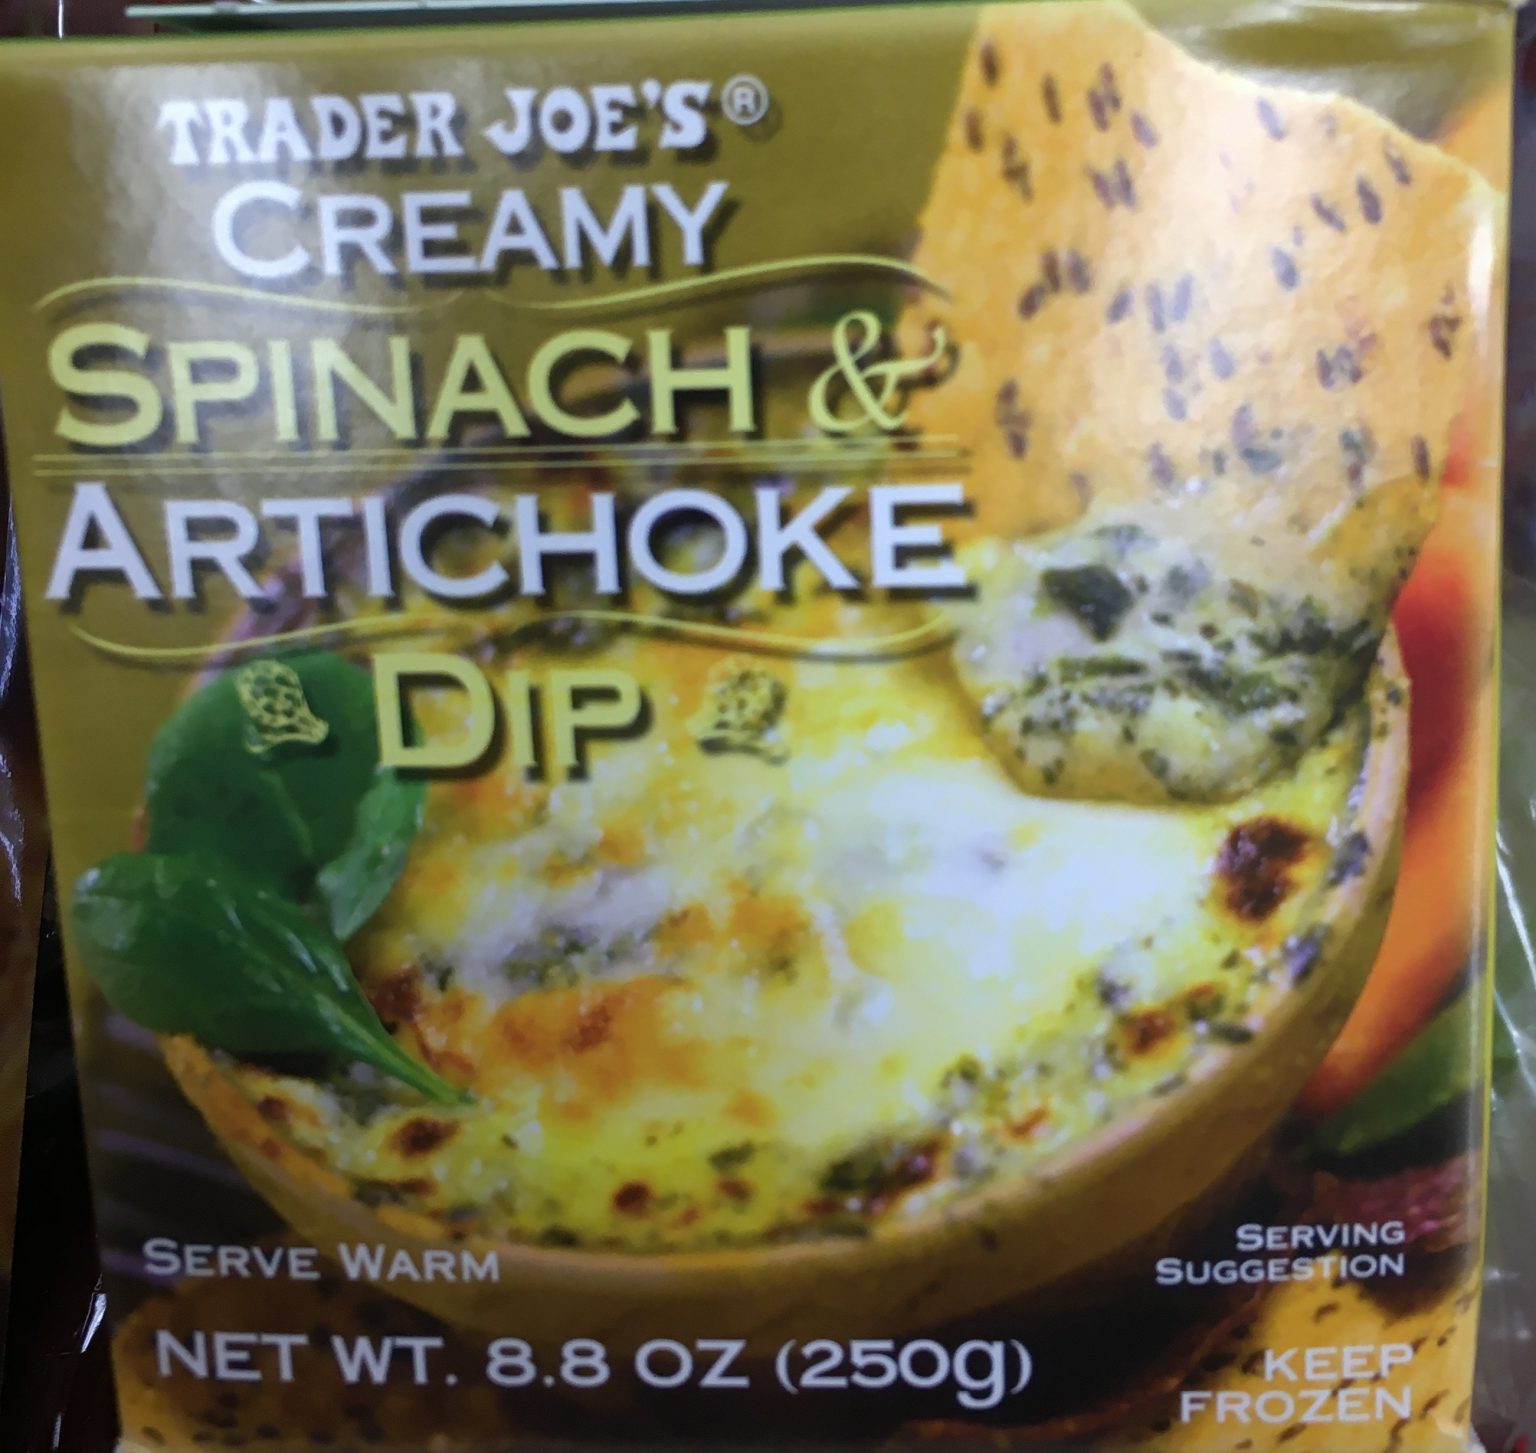 TRADER JOE'S®
CREAMY
SPINACH &
ARTICHOKE
DIP
SERVE WARM
SERVING
SUGGESTION
NET WT. 8.8 OZ (250g)
KEEP
FROZEN